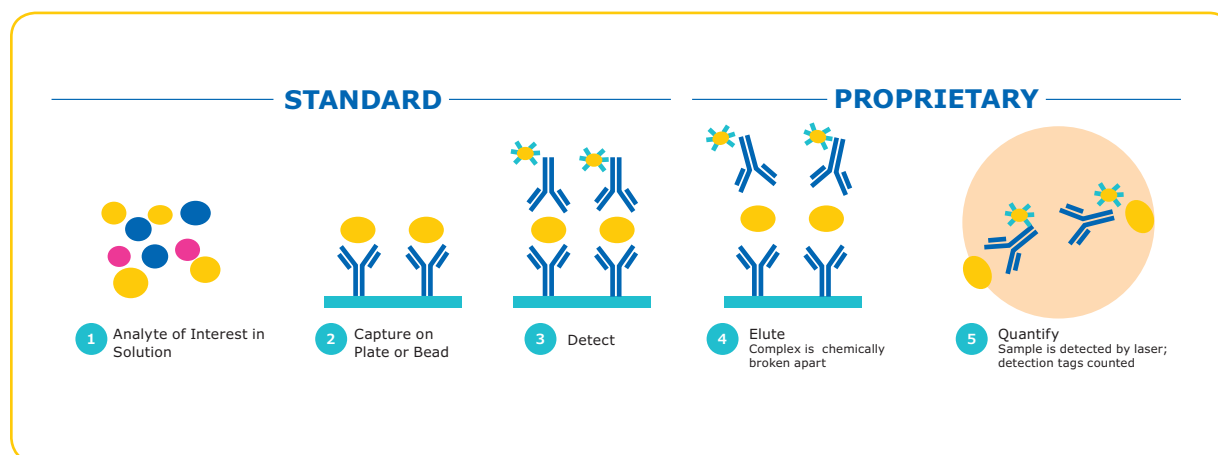 STANDARD
PROPRIETARY
1 Analyte of Interest in
Solution
2 Capture on
Plate or Bead
3 Detect
4 Elute
Complex is chemically
broken apart
5 Quantify
Sample is detected by laser;
detection tags counted